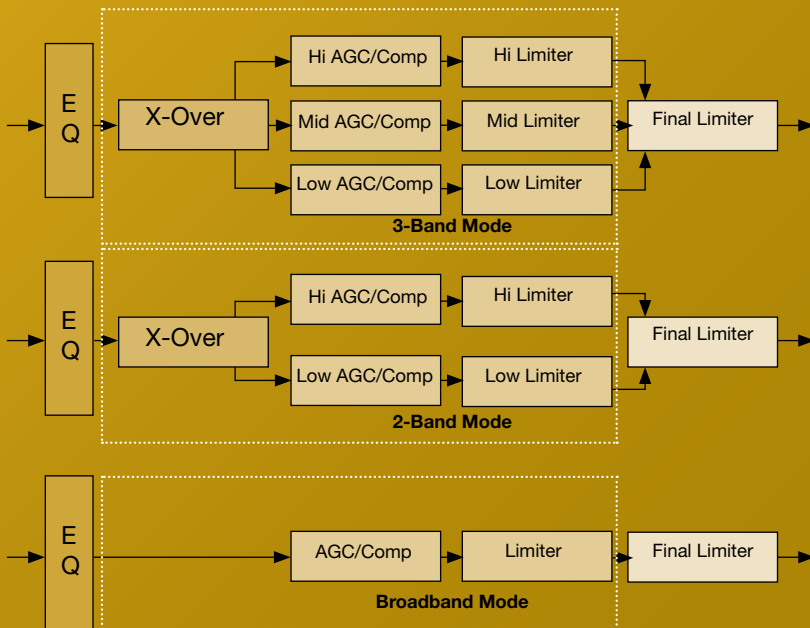 E
Q
X-Over
Hi AGC/Comp
Hi Limiter
Mid AGC/Comp
Mid Limiter
Low AGC/Comp
Low Limiter
Final Limiter
3-Band Mode
E
Q
X-Over
Hi AGC/Comp
Hi Limiter
Low AGC/Comp
Low Limiter
Final Limiter
2-Band Mode
E
Q
AGC/Comp
Limiter
Final Limiter
Broadband Mode